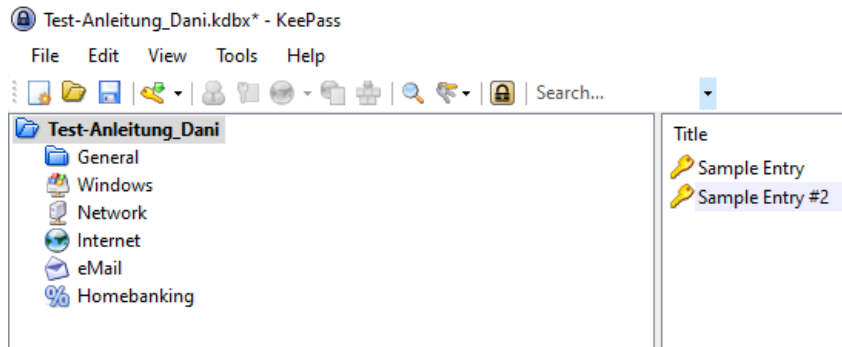 Test-Anleitung_Dani.kdbx* - KeePass
File Edit View Tools Help
Search...
Test-Anleitung_Dani
General
Windows
Network
Internet
eMail
Homebanking
Title
Sample Entry
Sample Entry #2